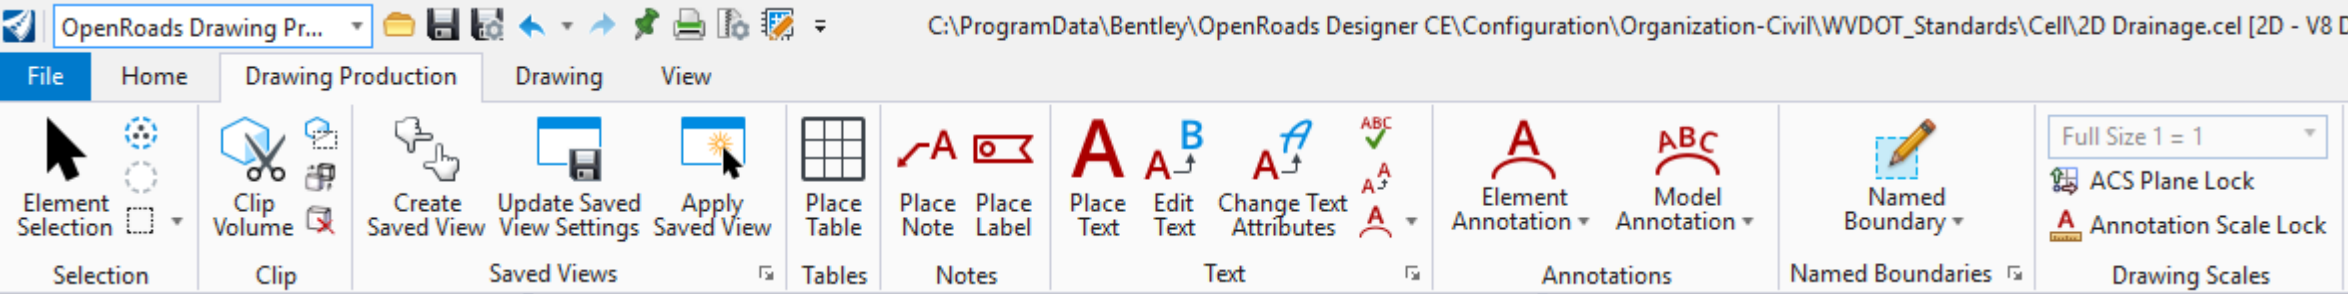 OpenRoads Drawing Pr...
C:\ProgramData\Bentley\OpenRoads Designer CE\Configuration\Organization-Civil\WVDOT_Standards\Cell\2D Drainage.cel [2D - V8 D
File Home Drawing Production Drawing View
Element Selection
Clip Volume
Create Saved View
Update Saved View Settings
Apply Saved View
Place Table
Place Note
Place Label
A
Place Text
A B
Edit Text
A A
Change Text Attributes
ABC
A A
A
A
Element Annotation
ABC
Model Annotation
Named Boundary
Full Size 1 = 1
ACS Plane Lock
A Annotation Scale Lock
Selection Clip Saved Views Tables Notes Text Annotations Named Boundaries Drawing Scales